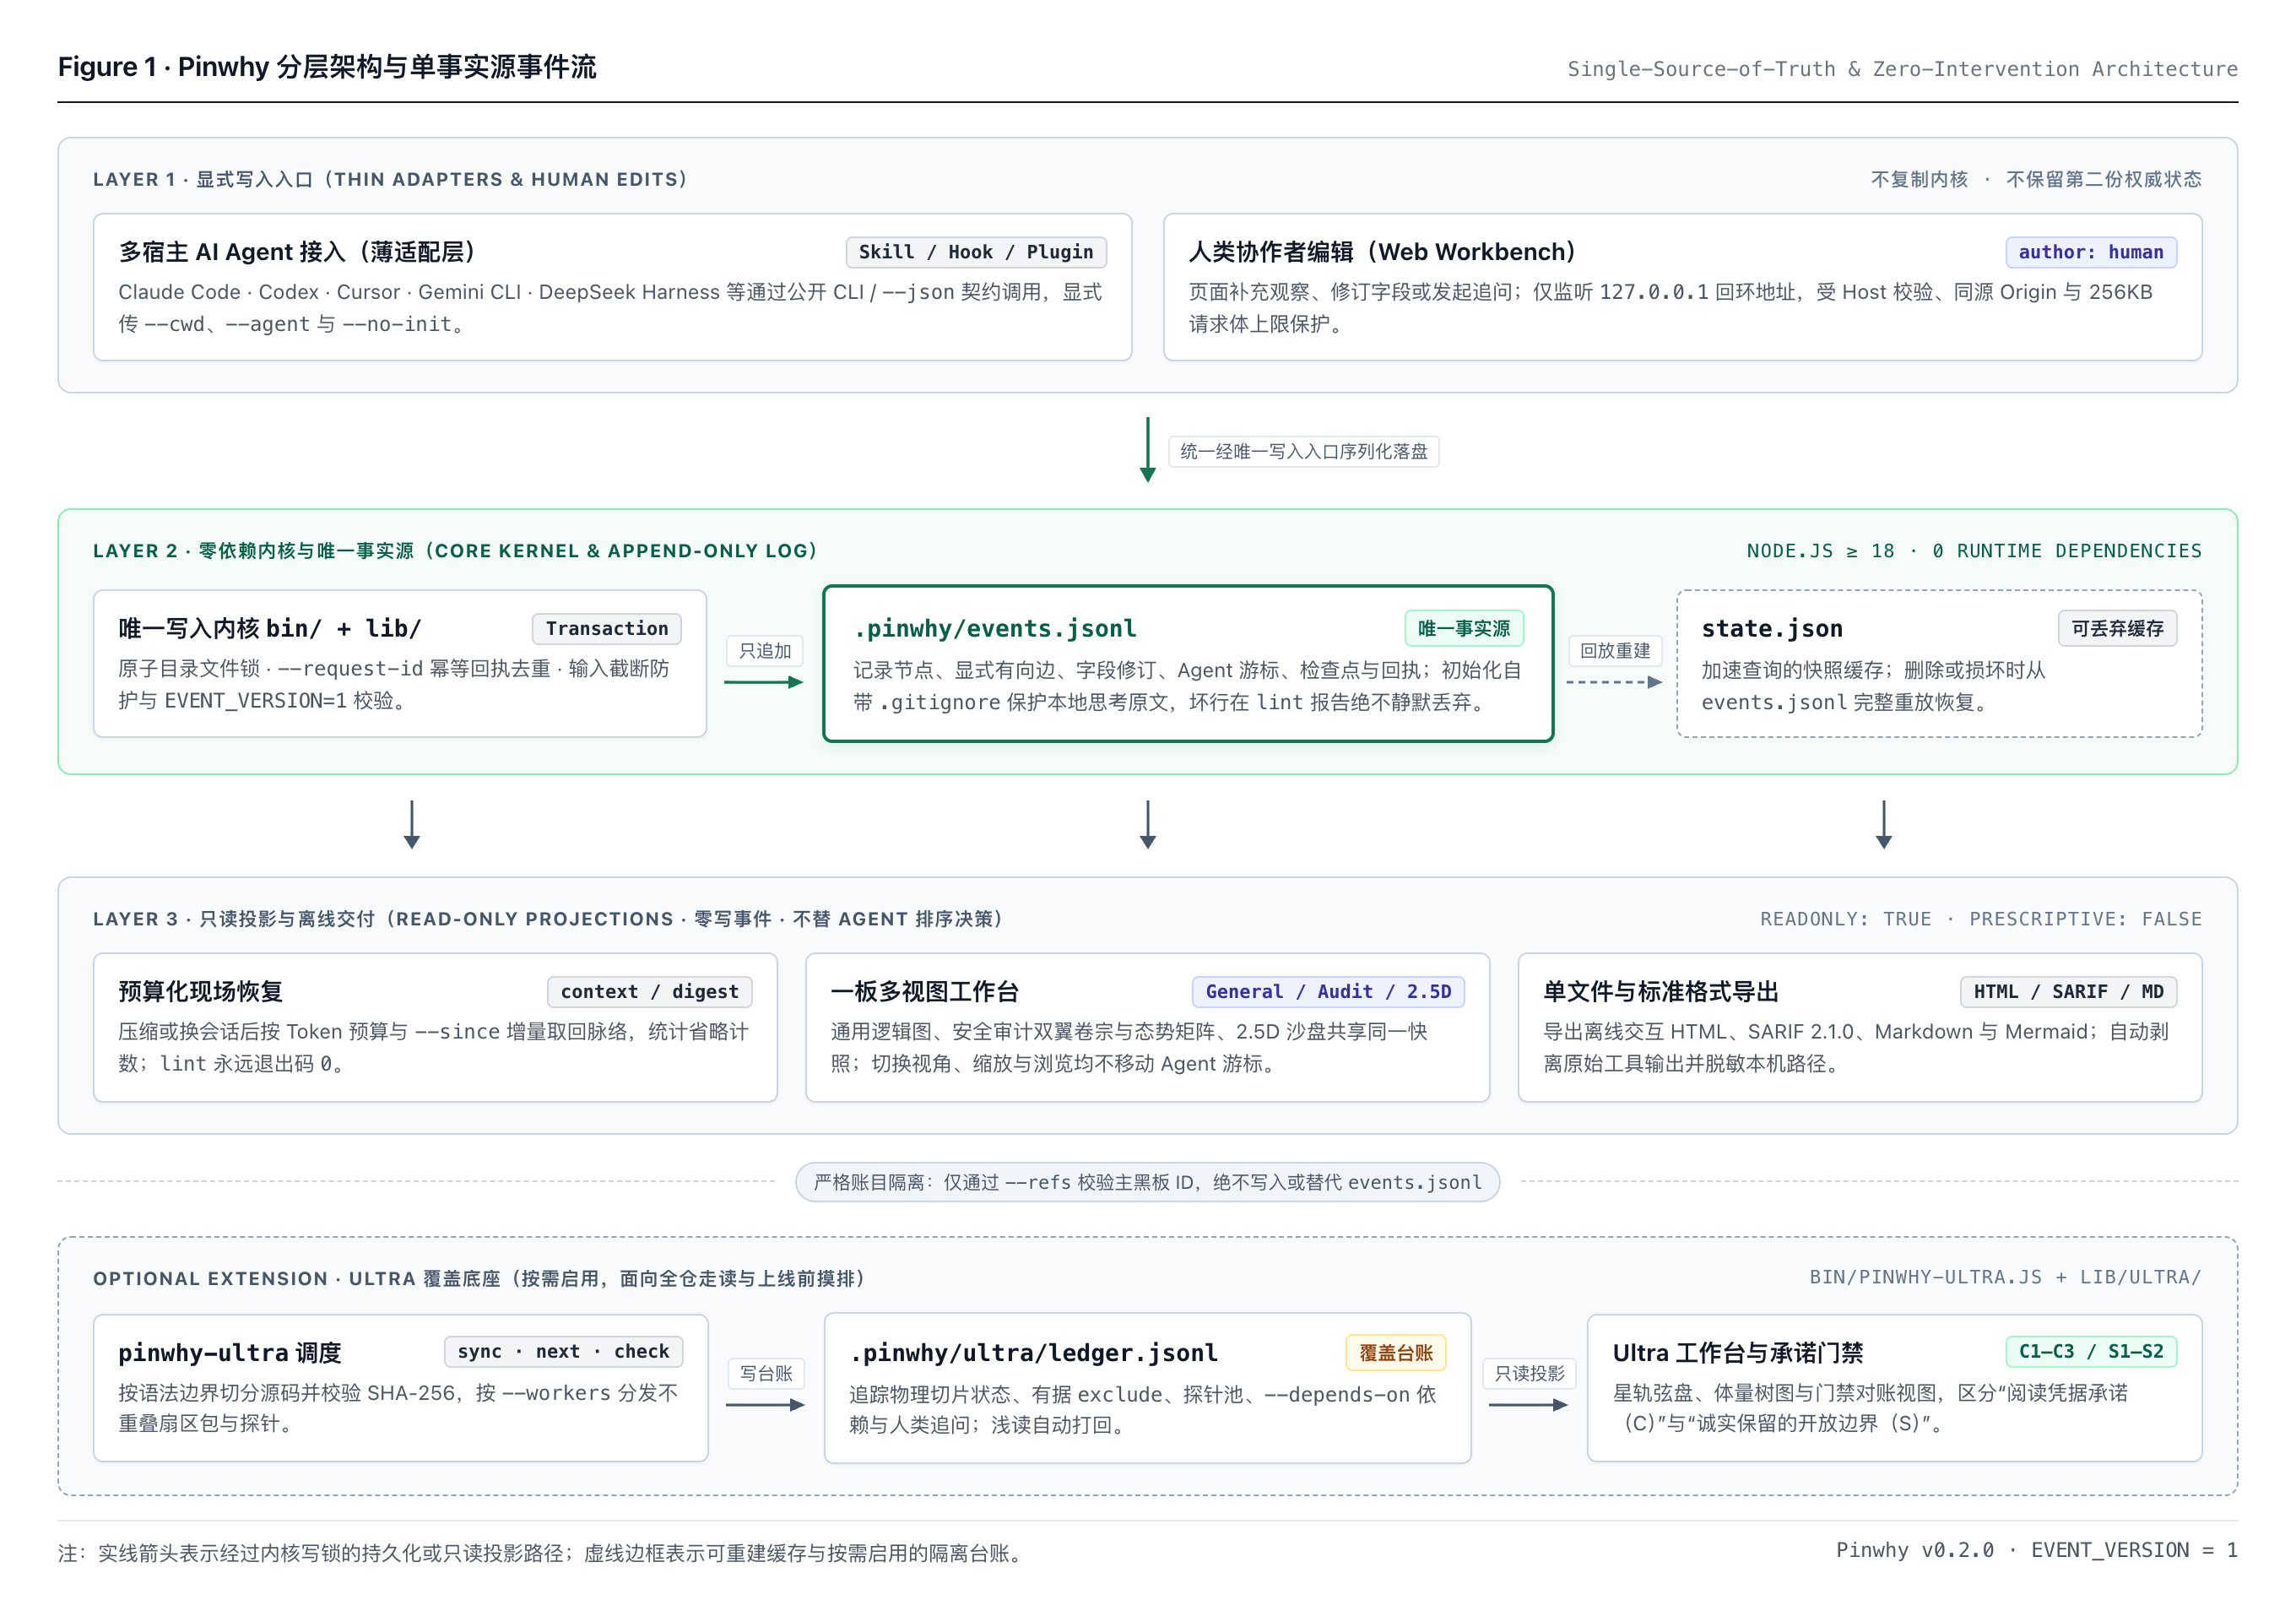 Figure 1 · Pinwhy 分层架构与单事实源事件流
Single-Source-of-Truth & Zero-Intervention Architecture
LAYER 1 · 显式写入入口（THIN ADAPTERS & HUMAN EDITS）
不复制内核 · 不保留第二份权威状态
多宿主 AI Agent 接入（薄适配层）
Skill / Hook / Plugin
Claude Code · Codex · Cursor · Gemini CLI · DeepSeek Harness 等通过公开 CLI / --json 契约调用，显式
传 --cwd、--agent 与 --no-init。
人类协作者编辑（Web Workbench）
author: human
页面补充观察、修订字段或发起追问；仅监听 127.0.0.1 回环地址，受 Host 校验、同源 Origin 与 256KB
请求体上限保护。
统一经唯一写入入口序列化落盘
LAYER 2 · 零依赖内核与唯一事实源（CORE KERNEL & APPEND-ONLY LOG）
NODE.JS ≥ 18 · 0 RUNTIME DEPENDENCIES
唯一写入内核 bin/ + lib/
Transaction
原子目录文件锁 · --request-id 幂等回执去重 · 输入截断防
护与 EVENT_VERSION=1 校验。
只追加
.pinwhy/events.jsonl
唯一事实源
记录节点、显式有向边、字段修订、Agent 游标、检查点与回执；初始化自
带 .gitignore 保护本地思考原文，坏行在 lint 报告绝不静默丢弃。
回放重建
state.json
可丢弃缓存
加速查询的快照缓存；删除或损坏时从
events.jsonl 完整重放恢复。
LAYER 3 · 只读投影与离线交付（READ-ONLY PROJECTIONS · 零写事件 · 不替 AGENT 排序决策）
READONLY: TRUE · PRESCRIPTIVE: FALSE
预算化现场恢复
context / digest
压缩或换会话后按 Token 预算与 --since 增量取回脉络，统计省略计
数；lint 永远退出码 0。
一板多视图工作台
General / Audit / 2.5D
通用逻辑图、安全审计双翼卷宗与态势矩阵、2.5D 沙盘共享同一快
照；切换视角、缩放与浏览均不移动 Agent 游标。
单文件与标准格式导出
HTML / SARIF / MD
导出离线交互 HTML、SARIF 2.1.0、Markdown 与 Mermaid；自动剥
离原始工具输出并脱敏本机路径。
严格账目隔离：仅通过 --refs 校验主黑板 ID，绝不写入或替代 events.jsonl
OPTIONAL EXTENSION · ULTRA 覆盖底座（按需启用，面向全仓走读与上线前摸排）
BIN/PINWHY-ULTRA.JS + LIB/ULTRA/
pinwhy-ultra 调度
sync · next · check
按语法边界切分源码并校验 SHA-256，按 --workers 分发不
重叠扇区包与探针。
写台账
.pinwhy/ultra/ledger.jsonl
覆盖台账
追踪物理切片状态、有据 exclude、探针池、--depends-on 依
赖与人类追问；浅读自动打回。
只读投影
Ultra 工作台与承诺门禁
C1–C3 / S1–S2
星轨弦盘、体量树图与门禁对账视图，区分“阅读凭据承诺
（C）”与“诚实保留的开放边界（S）”。
注：实线箭头表示经过内核写锁的持久化或只读投影路径；虚线边框表示可重建缓存与按需启用的隔离台账。
Pinwhy v0.2.0 · EVENT_VERSION = 1